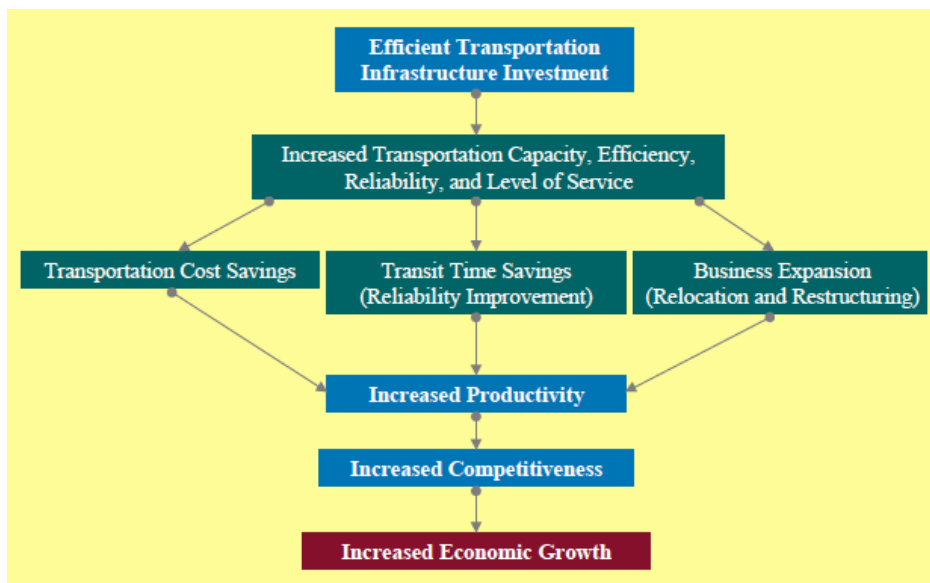 Efficient Transportation
Infrastructure Investment
Increased Transportation Capacity, Efficiency,
Reliability, and Level of Service
Transportation Cost Savings
Transit Time Savings
(Reliability Improvement)
Business Expansion
(Relocation and Restructuring)
Increased Productivity
Increased Competitiveness
Increased Economic Growth